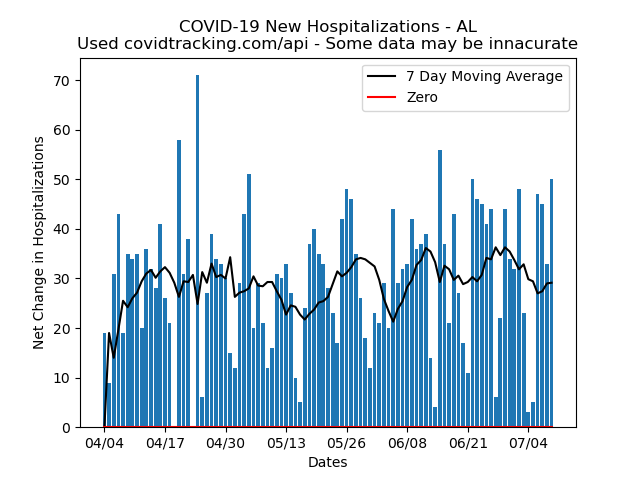 COVID-19 New Hospitalizations - AL
Used covidtracking.com/api - Some data may be innacurate
7 Day Moving Average
Zero
Net Change in Hospitalizations
70
60
50
40
30
20
10
0
04/04 04/17 04/30 05/13 05/26 06/08 06/21 07/04
Dates